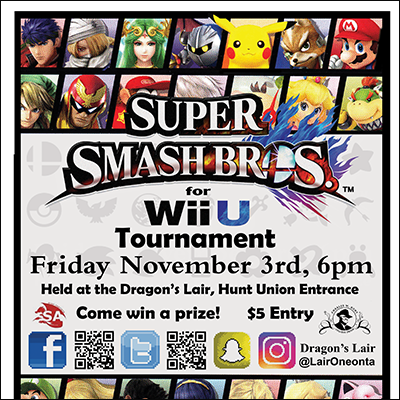 SUPER
SMASH BROS.™
for
Wii U
Tournament
Friday November 3rd, 6pm
Held at the Dragon's Lair, Hunt Union Entrance
SA Come win a prize! $5 Entry
f t Dragon's Lair
@LairOneonta